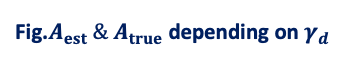 Fig.A_est & A_true depending on γ_d